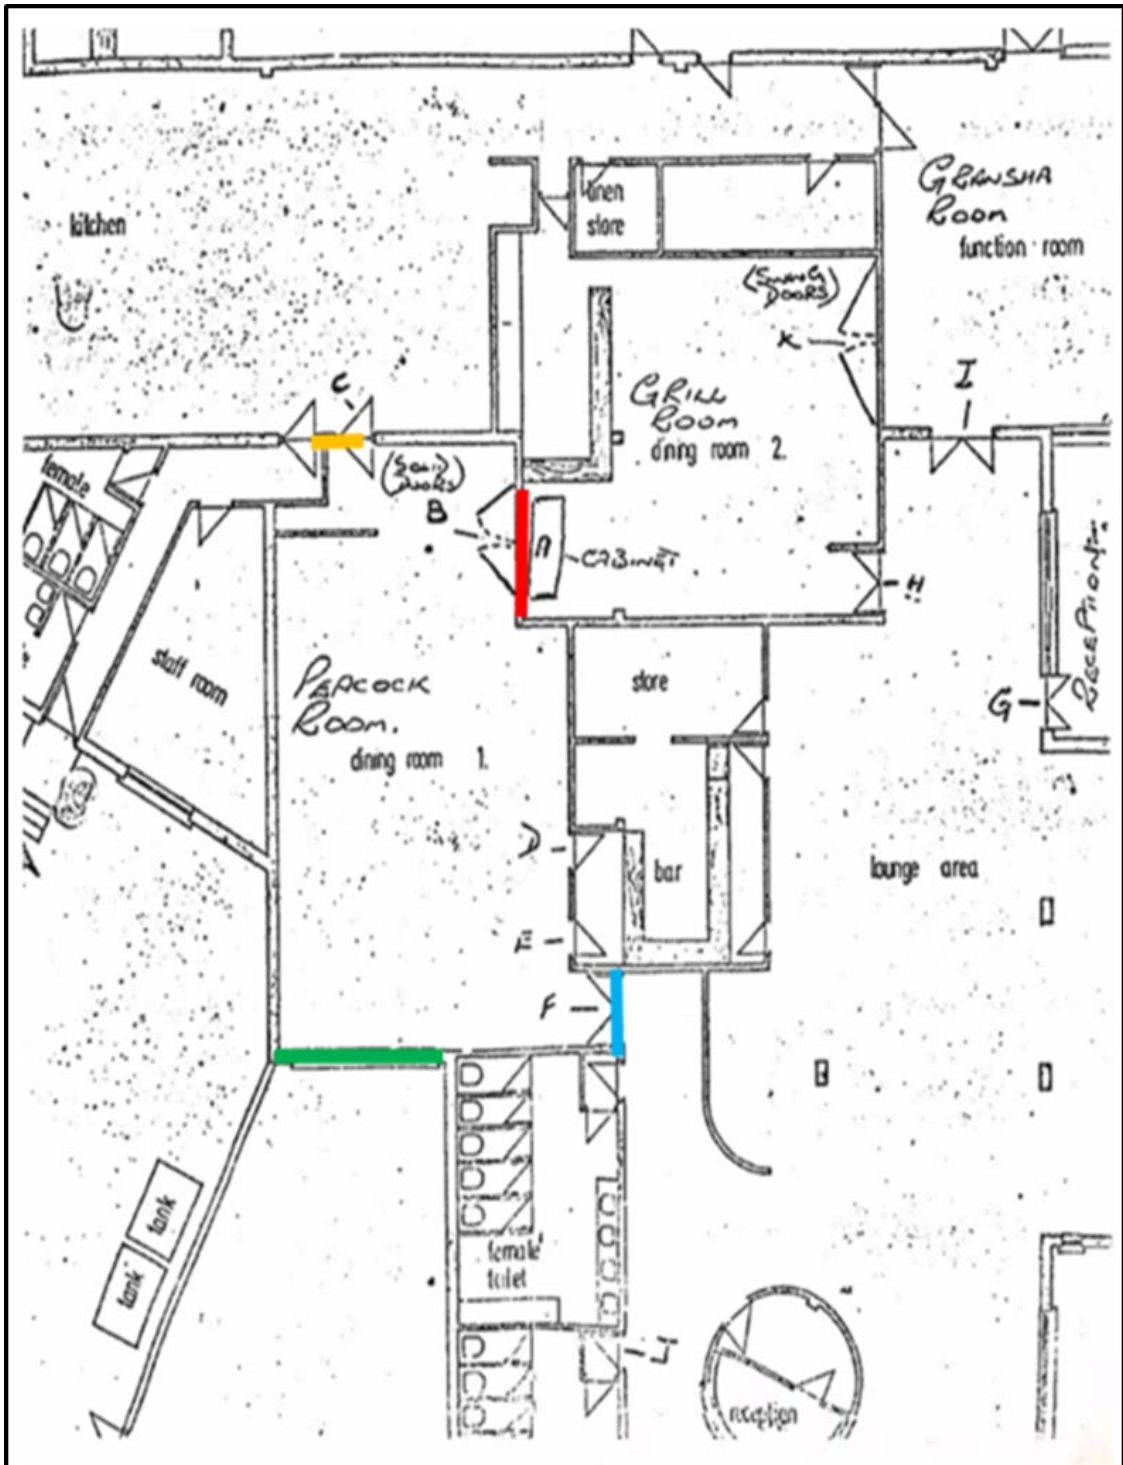 GRANSHA
ROOM
function room
linen
store
kitchen
(SWING
DOORS)
K
I
C
GRILL
ROOM
dining room 2.
female
(SOLID
DOORS)
B
A
CABINET
H
RECEPTION
staff room
PEACOCK
ROOM.
dining room 1.
store
G
D
bar
lounge area
E
F
tank
tank
female
toilet
L
reception